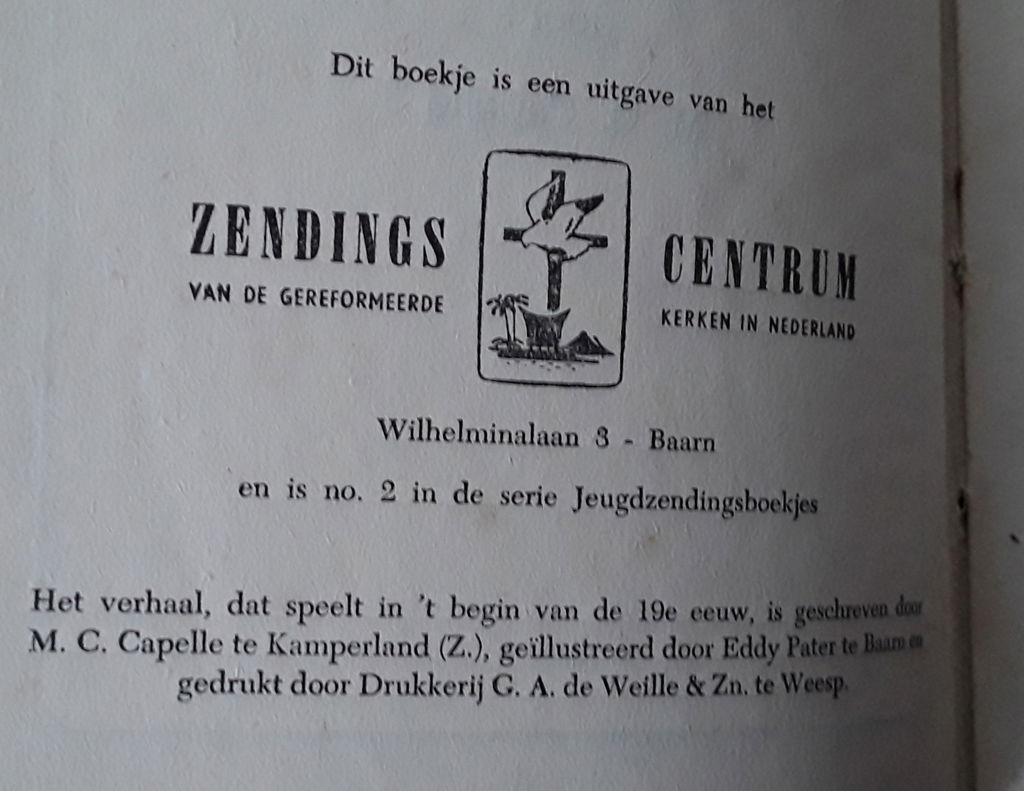 Dit boekje is een uitgave van het
ZENDINGS CENTRUM
VAN DE GEREFORMEERDE KERKEN IN NEDERLAND
Wilhelminalaan 3 - Baarn
en is no. 2 in de serie Jeugdzendingsboekjes
Het verhaal, dat speelt in 't begin van de 19e eeuw, is geschreven door
M. C. Capelle te Kamperland (Z.), geïllustreerd door Eddy Pater te Baarn en
gedrukt door Drukkerij G. A. de Weille & Zn. te Weesp.